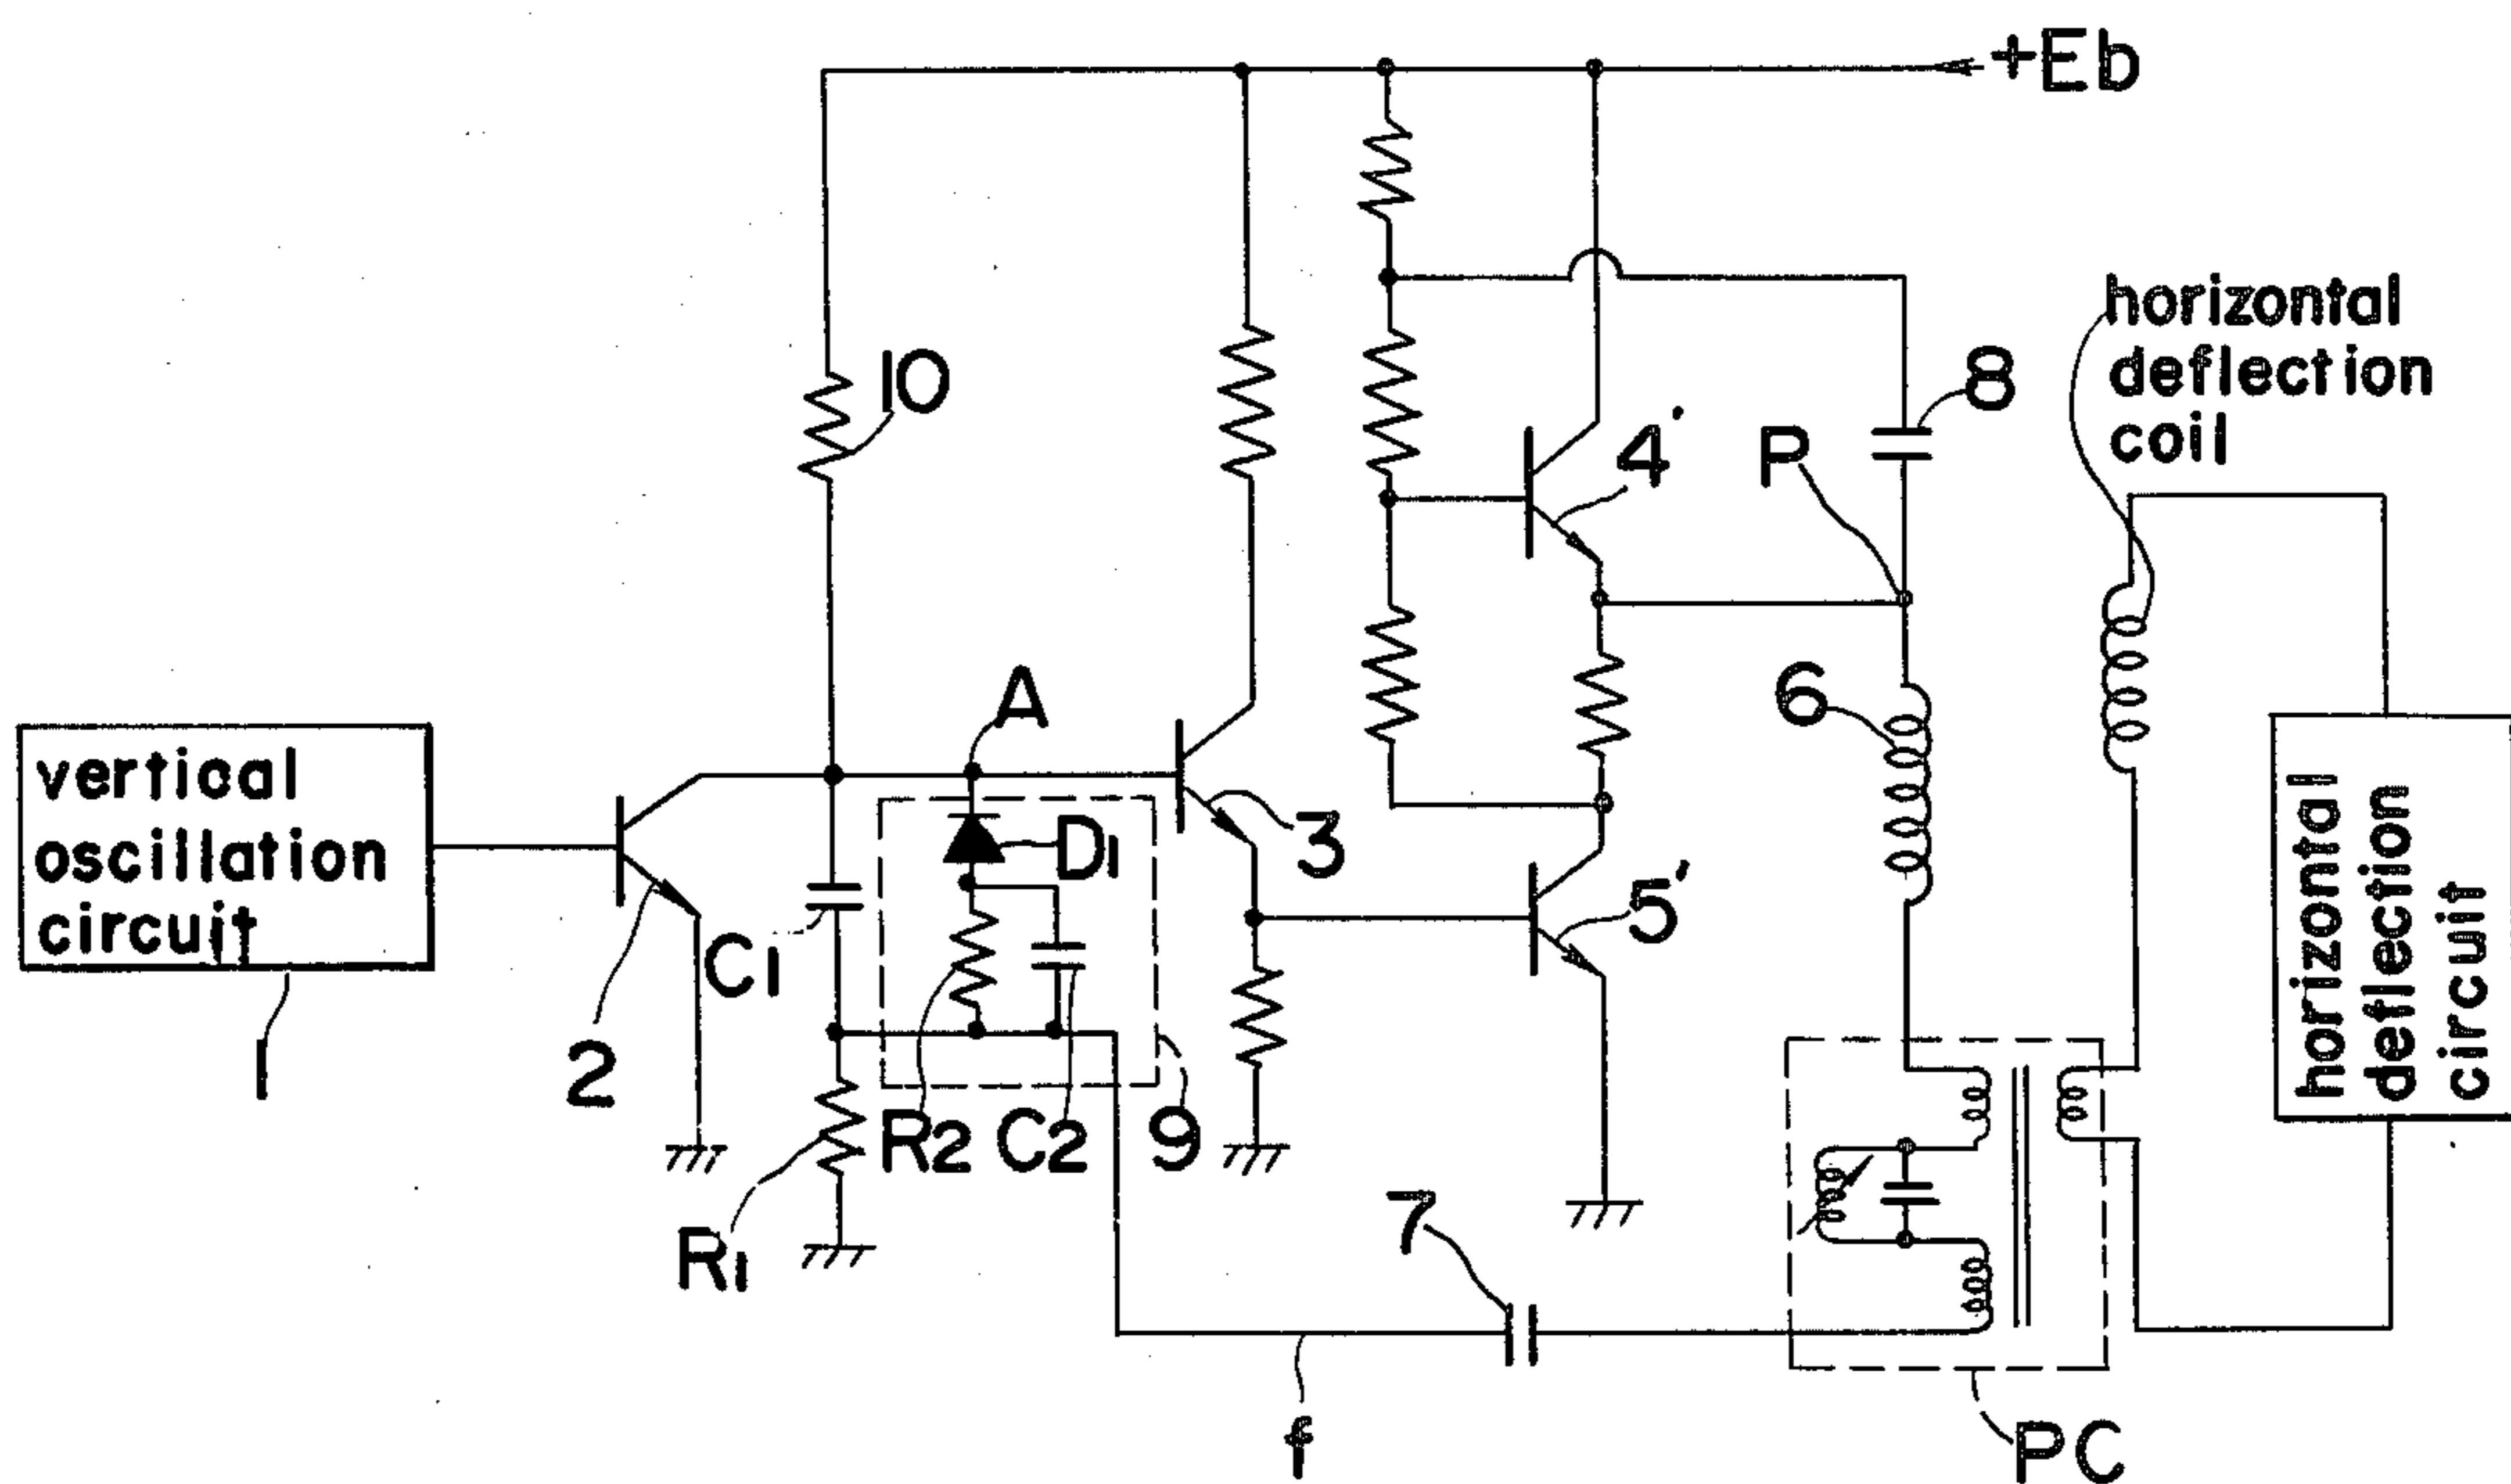 +Eb
horizontal
deflection
coil
10
8
4'
P
A
6
vertical
oscillation
circuit
D1
3
5'
horizontal
deflection
circuit
C1
1
2
R2
C2
9
R1
7
f
PC